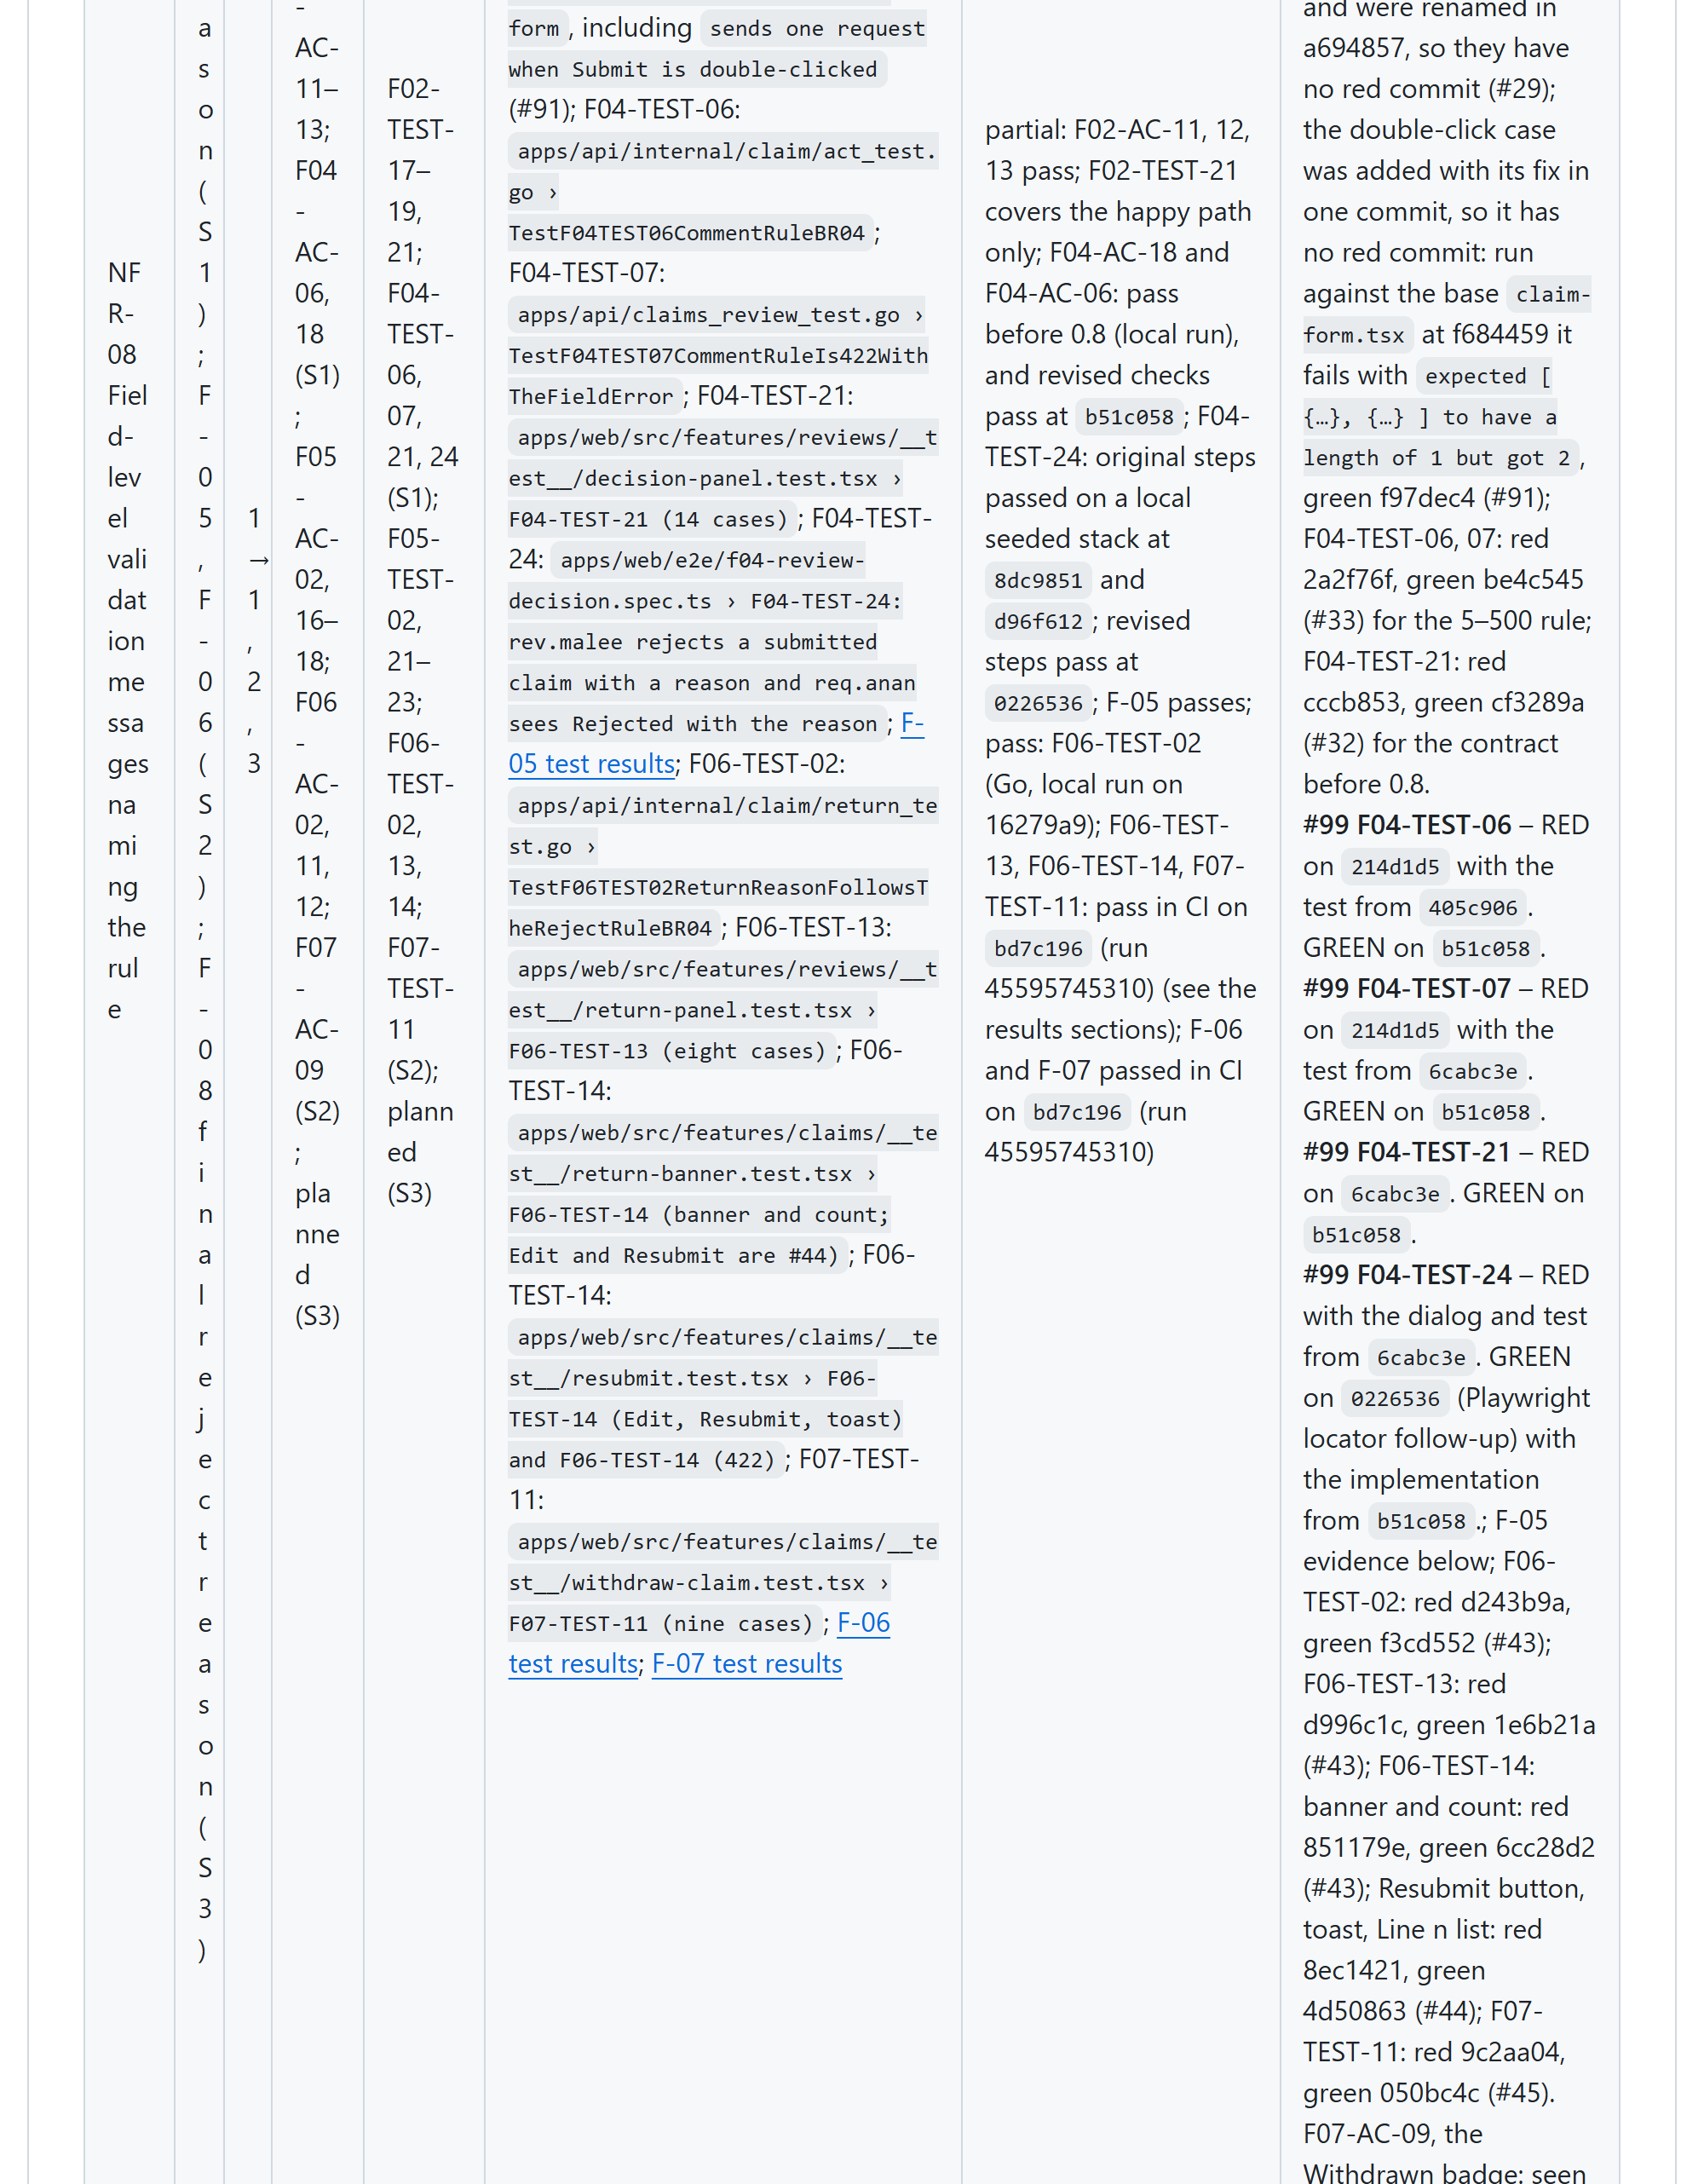 NF
R-
08
Fiel
d-
lev
el
vali
dat
ion
me
ssa
ges
na
mi
ng
the
rul
e
a
s
o
n
(
S
1
)
;
F
-
0
5
,
F
-
0
6
(
S
2
)
;
F
-
0
8
f
i
n
a
l
r
e
j
e
c
t
r
e
a
s
o
n
(
S
3
)
1
→
1
,
2
,
3
-
AC-
11–
13;
F04
-
AC-
06,
18
(S1)
;
F05
-
AC-
02,
16–
18;
F06
-
AC-
02,
11,
12;
F07
-
AC-
09
(S2)
;
pla
nne
d
(S3)
F02-
TEST-
17–
19,
21;
F04-
TEST-
06,
07,
21, 24
(S1);
F05-
TEST-
02,
21–
23;
F06-
TEST-
02,
13,
14;
F07-
TEST-
11
(S2);
plann
ed
(S3)
form, including sends one request
when Submit is double-clicked
(#91); F04-TEST-06:
apps/api/internal/claim/act_test.
go ›
TestF04TEST06CommentRuleBR04;
F04-TEST-07:
apps/api/claims_review_test.go ›
TestF04TEST07CommentRuleIs422With
TheFieldError; F04-TEST-21:
apps/web/src/features/reviews/__t
est__/decision-panel.test.tsx ›
F04-TEST-21 (14 cases); F04-TEST-
24: apps/web/e2e/f04-review-
decision.spec.ts › F04-TEST-24:
rev.malee rejects a submitted
claim with a reason and req.anan
sees Rejected with the reason; F-
05 test results; F06-TEST-02:
apps/api/internal/claim/return_te
st.go ›
TestF06TEST02ReturnReasonFollowsT
heRejectRuleBR04; F06-TEST-13:
apps/web/src/features/reviews/__t
est__/return-panel.test.tsx ›
F06-TEST-13 (eight cases); F06-
TEST-14:
apps/web/src/features/claims/__te
st__/return-banner.test.tsx ›
F06-TEST-14 (banner and count;
Edit and Resubmit are #44); F06-
TEST-14:
apps/web/src/features/claims/__te
st__/resubmit.test.tsx › F06-
TEST-14 (Edit, Resubmit, toast)
and F06-TEST-14 (422); F07-TEST-
11:
apps/web/src/features/claims/__te
st__/withdraw-claim.test.tsx ›
F07-TEST-11 (nine cases); F-06
test results; F-07 test results
partial: F02-AC-11, 12,
13 pass; F02-TEST-21
covers the happy path
only; F04-AC-18 and
F04-AC-06: pass
before 0.8 (local run),
and revised checks
pass at b51c058; F04-
TEST-24: original steps
passed on a local
seeded stack at
8dc9851 and
d96f612; revised
steps pass at
0226536; F-05 passes;
pass: F06-TEST-02
(Go, local run on
16279a9); F06-TEST-
13, F06-TEST-14, F07-
TEST-11: pass in CI on
bd7c196 (run
45595745310) (see the
results sections); F-06
and F-07 passed in CI
on bd7c196 (run
45595745310)
and were renamed in
a694857, so they have
no red commit (#29);
the double-click case
was added with its fix in
one commit, so it has
no red commit: run
against the base claim-
form.tsx at f684459 it
fails with expected [
{…}, {…} ] to have a
length of 1 but got 2,
green f97dec4 (#91);
F04-TEST-06, 07: red
2a2f76f, green be4c545
(#33) for the 5–500 rule;
F04-TEST-21: red
cccb853, green cf3289a
(#32) for the contract
before 0.8.
#99 F04-TEST-06 – RED
on 214d1d5 with the
test from 405c906.
GREEN on b51c058.
#99 F04-TEST-07 – RED
on 214d1d5 with the
test from 6cabc3e.
GREEN on b51c058.
#99 F04-TEST-21 – RED
on 6cabc3e. GREEN on
b51c058.
#99 F04-TEST-24 – RED
with the dialog and test
from 6cabc3e. GREEN
on 0226536 (Playwright
locator follow-up) with
the implementation
from b51c058.; F-05
evidence below; F06-
TEST-02: red d243b9a,
green f3cd552 (#43);
F06-TEST-13: red
d996c1c, green 1e6b21a
(#43); F06-TEST-14:
banner and count: red
851179e, green 6cc28d2
(#43); Resubmit button,
toast, Line n list: red
8ec1421, green
4d50863 (#44); F07-
TEST-11: red 9c2aa04,
green 050bc4c (#45).
F07-AC-09, the
Withdrawn badge: seen